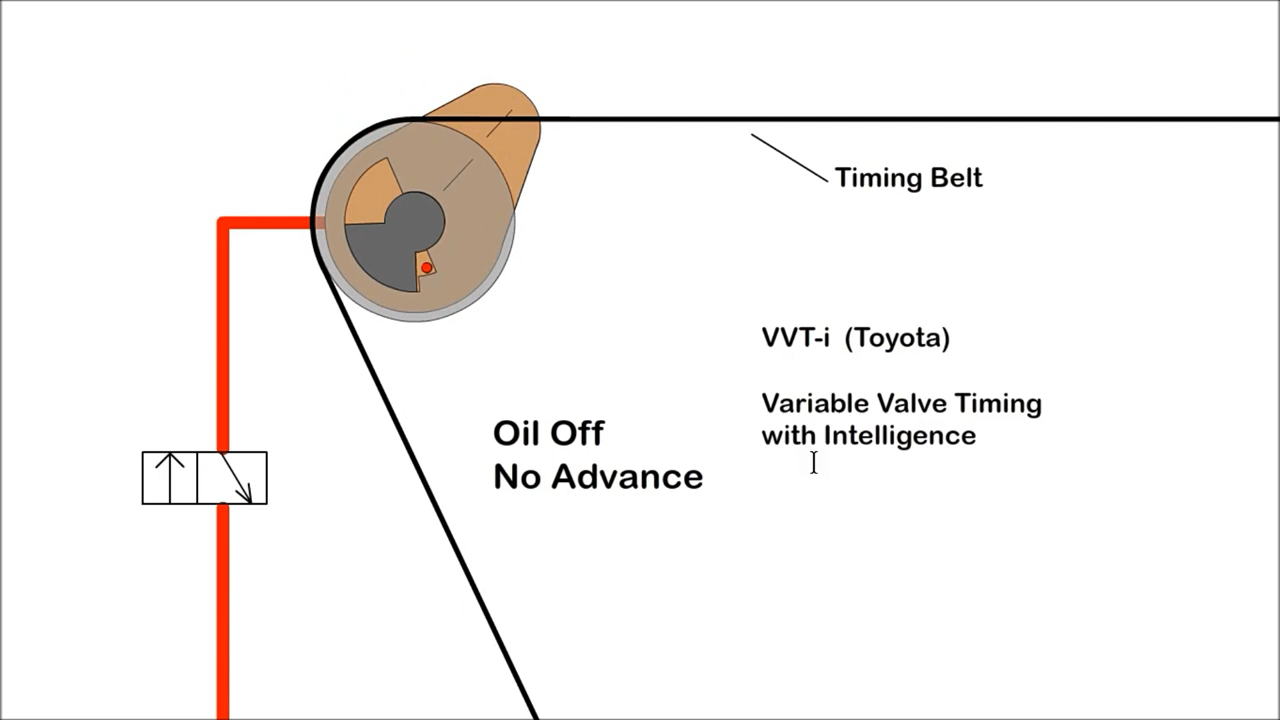 Timing Belt
VVT-i (Toyota)
Variable Valve Timing
with Intelligence
Oil Off
No Advance